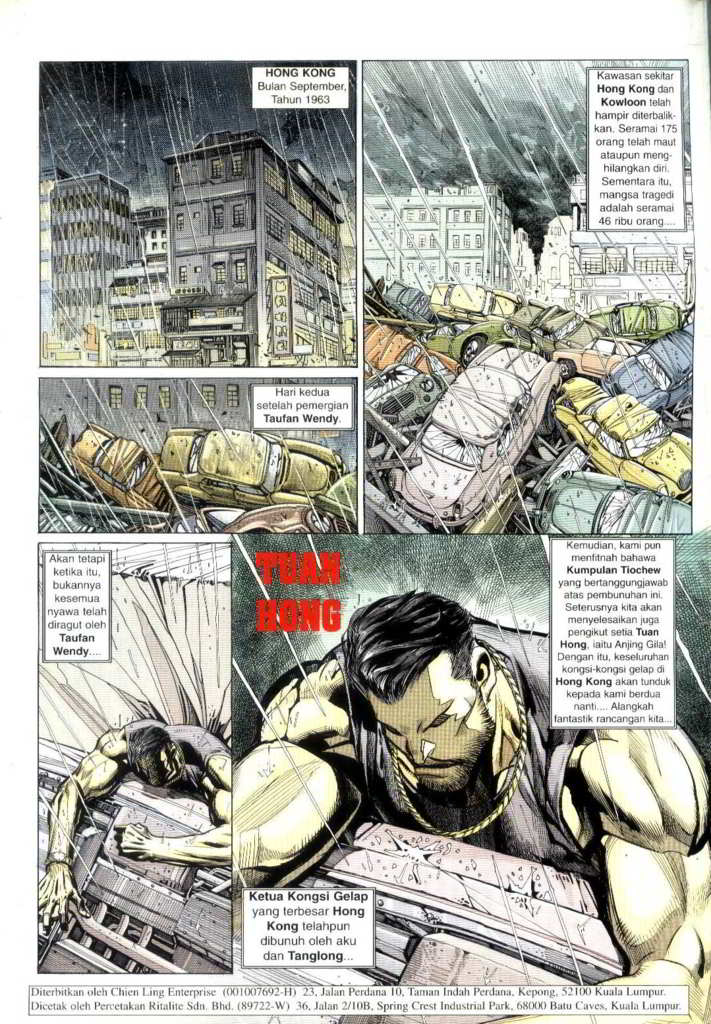 HONG KONG
Bulan September,
Tahun 1963
Kawasan sekitar
Hong Kong dan
Kowloon telah
hampir diterbalik-
kan. Seramai 175
orang telah maut
ataupun meng-
hilangkan diri.
Sementara itu,
mangsa tragedi
adalah seramai
46 ribu orang....
Hari kedua
setelah pemergian
Taufan Wendy.
Akan tetapi
ketika itu,
bukannya
kesemua
nyawa telah
diragut oleh
Taufan
Wendy....
TUAN
HONG
Kemudian, kami pun
menfitnah bahawa
Kumpulan Tiochew
yang bertanggungjawab
atas pembunuhan ini.
Seterusnya kita akan
menyelesaikan juga
pengikut setia Tuan
Hong, iaitu Anjing Gila!
Dengan itu, keseluruhan
kongsi-kongsi gelap di
Hong Kong akan tunduk
kepada kami berdua
nanti.... Alangkah
fantastik rancangan kita...
Ketua Kongsi Gelap
yang terbesar Hong
Kong telahpun
dibunuh oleh aku
dan Tanglong...
Diterbitkan oleh Chien Ling Enterprise (001007692-H) 23, Jalan Perdana 10, Taman Indah Perdana, Kepong, 52100 Kuala Lumpur.
Dicetak oleh Percetakan Ritalite Sdn. Bhd. (89722-W) 36, Jalan 2/10B, Spring Crest Industrial Park, 68000 Batu Caves, Kuala Lumpur.